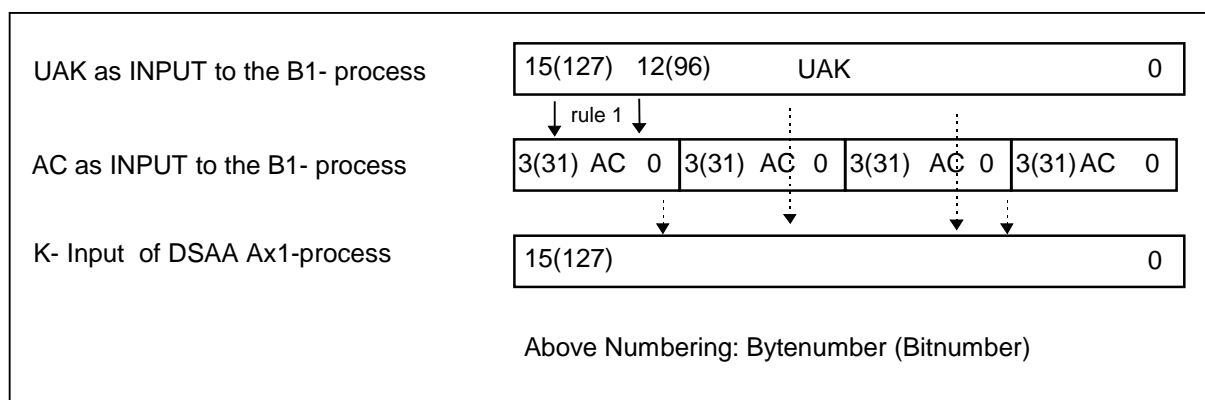 UAK as INPUT to the B1- process 15(127) 12(96) UAK 0
rule 1
AC as INPUT to the B1- process 3(31) AC 0 3(31) AC 0 3(31) AC 0 3(31) AC 0
K- Input of DSAA Ax1-process 15(127) 0
Above Numbering: Bytenumber (Bitnumber)